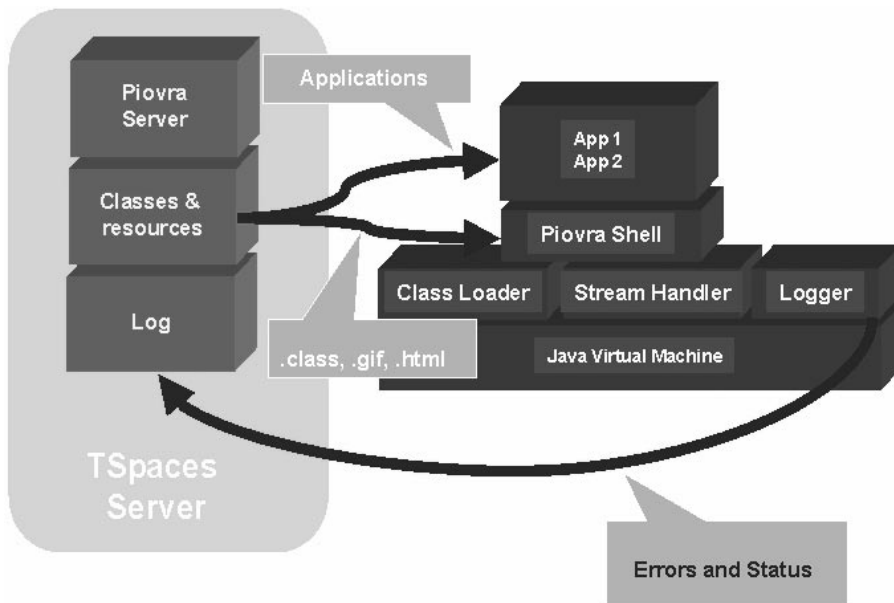 Applications
Piovra
Server
App 1
App 2
Classes &
resources
Piovra Shell
Class Loader
Stream Handler
Logger
Log
.class, .gif, .html
Java Virtual Machine
TSpaces
Server
Errors and Status